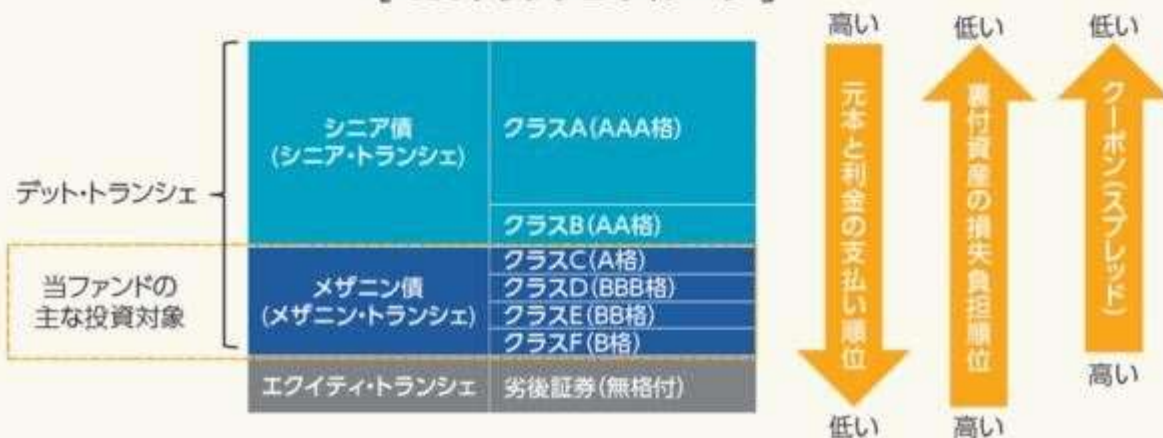 高い
低い
低い
デット・トランシェ
シニア債
(シニア・トランシェ)
クラスA(AAA格)
クラスB(AA格)
当ファンドの
主な投資対象
メザニン債
(メザニン・トランシェ)
クラスC(A格)
クラスD(BBB格)
クラスE(BB格)
クラスF(B格)
エクイティ・トランシェ
劣後証券(無格付)
元本と利金の支払い順位
裏付資産の損失負担順位
クーポン(スプレッド)
低い
高い
高い